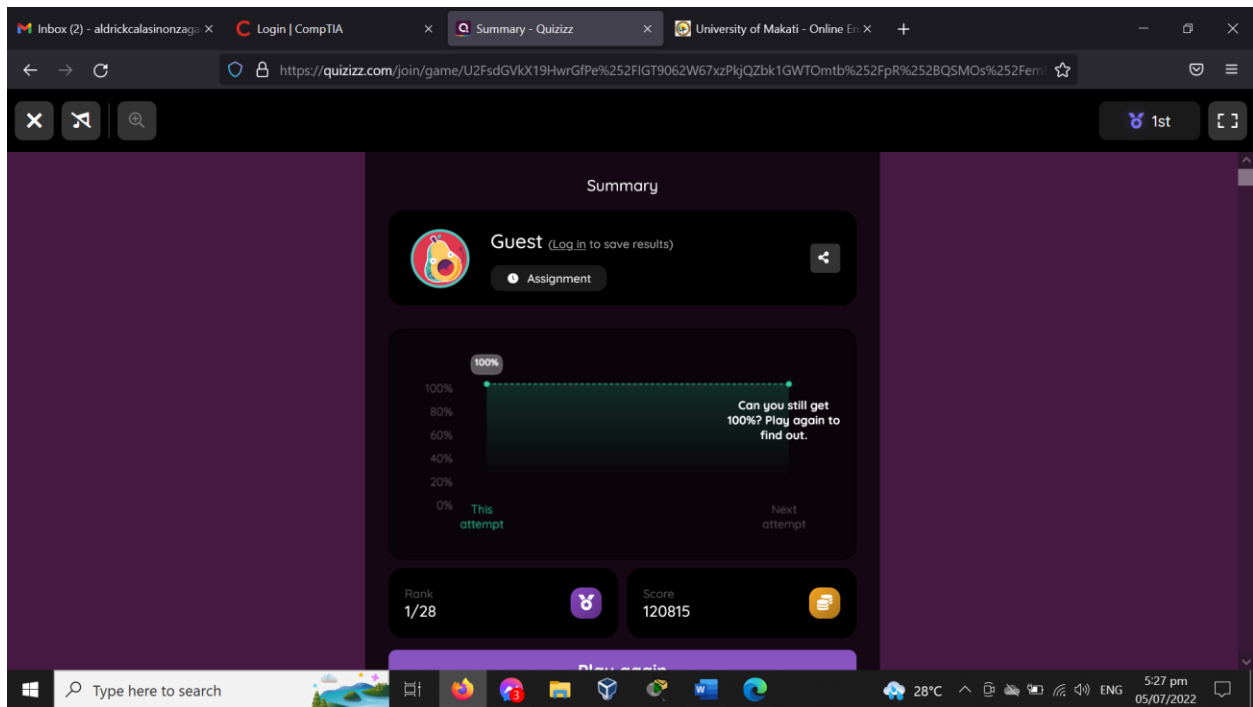 Inbox (2) - aldrickcalasinonzaga
Login | CompTIA
Summary - Quizizz
University of Makati - Online En
https://quizizz.com/join/game/U2FsdGVkX19HwrGfPe%252FIGT9062W67xzPkjQZbk1GWTOmtb%252FpR%252BQSMOs%252Fem
1st
Summary
Guest (Log in to save results)
Assignment
100%
100%
80%
60%
40%
20%
0%
Can you still get
100%? Play again to
find out.
This
attempt
Next
attempt
Rank
1/28
Score
120815
Play again
Type here to search
3
28°C
ENG
5:27 pm
05/07/2022